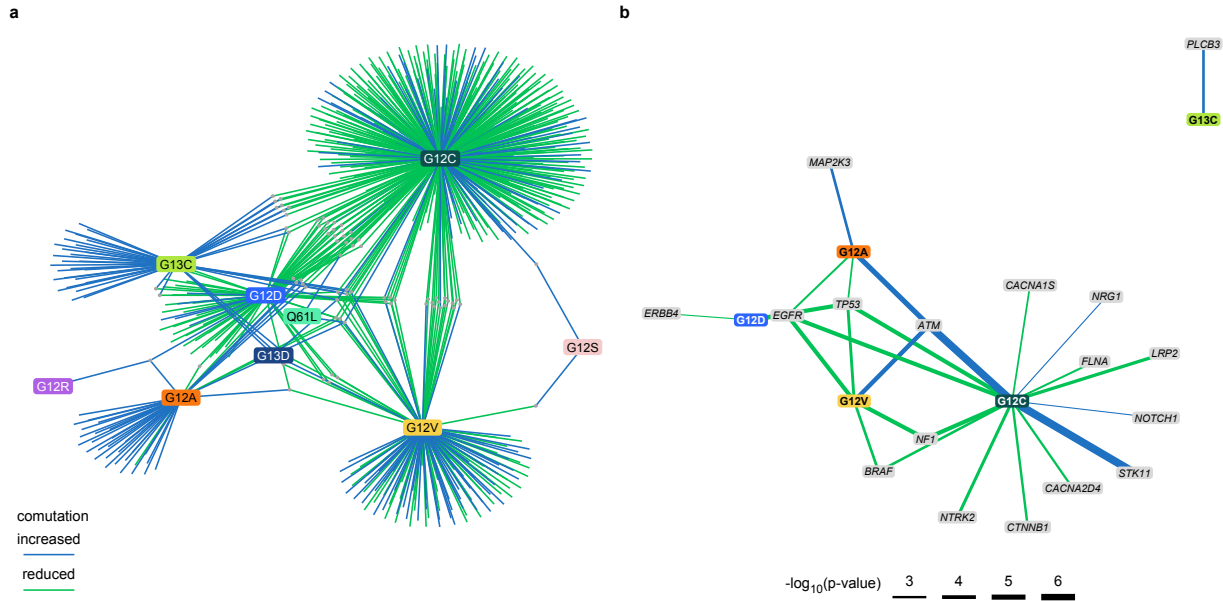 a
G12C
G13C
G12D
Q61L
G13D
G12S
G12R
G12A
G12V
comutation
increased
reduced
b
PLCB3
G13C
MAP2K3
G12A
CACNA1S
NRG1
ERBB4
G12D
EGFR
TP53
ATM
FLNA
LRP2
G12V
G12C
NOTCH1
NF1
BRAF
STK11
CACNA2D4
NTRK2
CTNNB1
-log10(p-value) 3 4 5 6